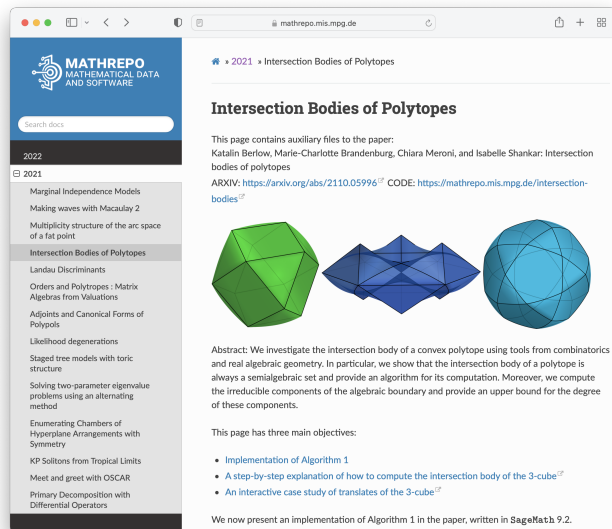 mathrepo.mis.mpg.de
MATHREPO
MATHEMATICAL DATA
AND SOFTWARE
Search docs
2022
2021
Marginal Independence Models
Making waves with Macaulay 2
Multiplicity structure of the arc space
of a fat point
Intersection Bodies of Polytopes
Landau Discriminants
Orders and Polytropes : Matrix
Algebras from Valuations
Adjoints and Canonical Forms of
Polypols
Likelihood degenerations
Staged tree models with toric
structure
Solving two-parameter eigenvalue
problems using an alternating
method
Enumerating Chambers of
Hyperplane Arrangements with
Symmetry
KP Solitons from Tropical Limits
Meet and greet with OSCAR
Primary Decomposition with
Differential Operators
» 2021 » Intersection Bodies of Polytopes
Intersection Bodies of Polytopes
This page contains auxiliary files to the paper:
Katalin Berlow, Marie-Charlotte Brandenburg, Chiara Meroni, and Isabelle Shankar: Intersection
bodies of polytopes
ARXIV: https://arxiv.org/abs/2110.05996 CODE: https://mathrepo.mis.mpg.de/intersection-
bodies
Abstract: We investigate the intersection body of a convex polytope using tools from combinatorics
and real algebraic geometry. In particular, we show that the intersection body of a polytope is
always a semialgebraic set and provide an algorithm for its computation. Moreover, we compute
the irreducible components of the algebraic boundary and provide an upper bound for the degree
of these components.
This page has three main objectives:
• Implementation of Algorithm 1
• A step-by-step explanation of how to compute the intersection body of the 3-cube
• An interactive case study of translates of the 3-cube
We now present an implementation of Algorithm 1 in the paper, written in SageMath 9.2.